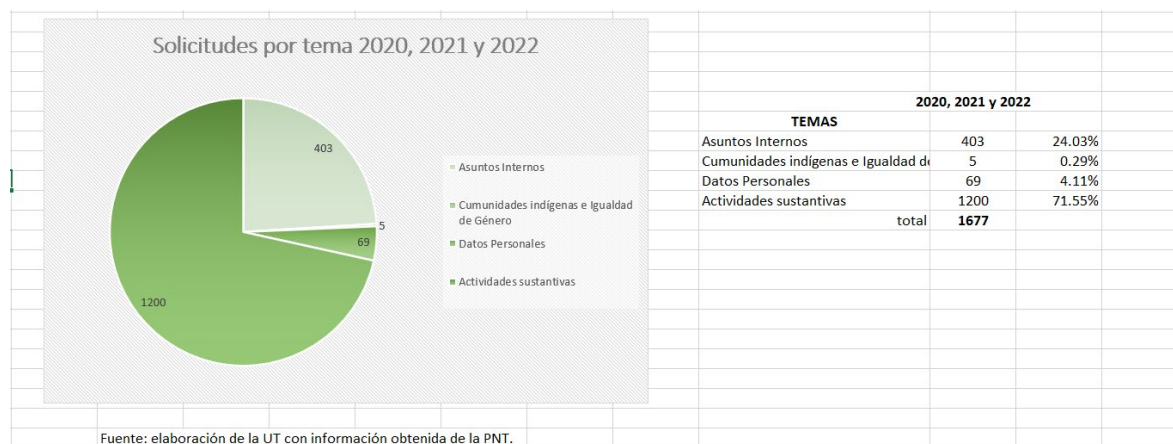 Solicitudes por tema 2020, 2021 y 2022
403
5
69
1200
Asuntos Internos
Cumunidades indígenas e Igualdad
de Género
Datos Personales
Actividades sustantivas
2020, 2021 y 2022
TEMAS
Asuntos Internos 403 24.03%
Cumunidades indígenas e Igualdad de 5 0.29%
Datos Personales 69 4.11%
Actividades sustantivas 1200 71.55%
total 1677
Fuente: elaboración de la UT con información obtenida de la PNT.